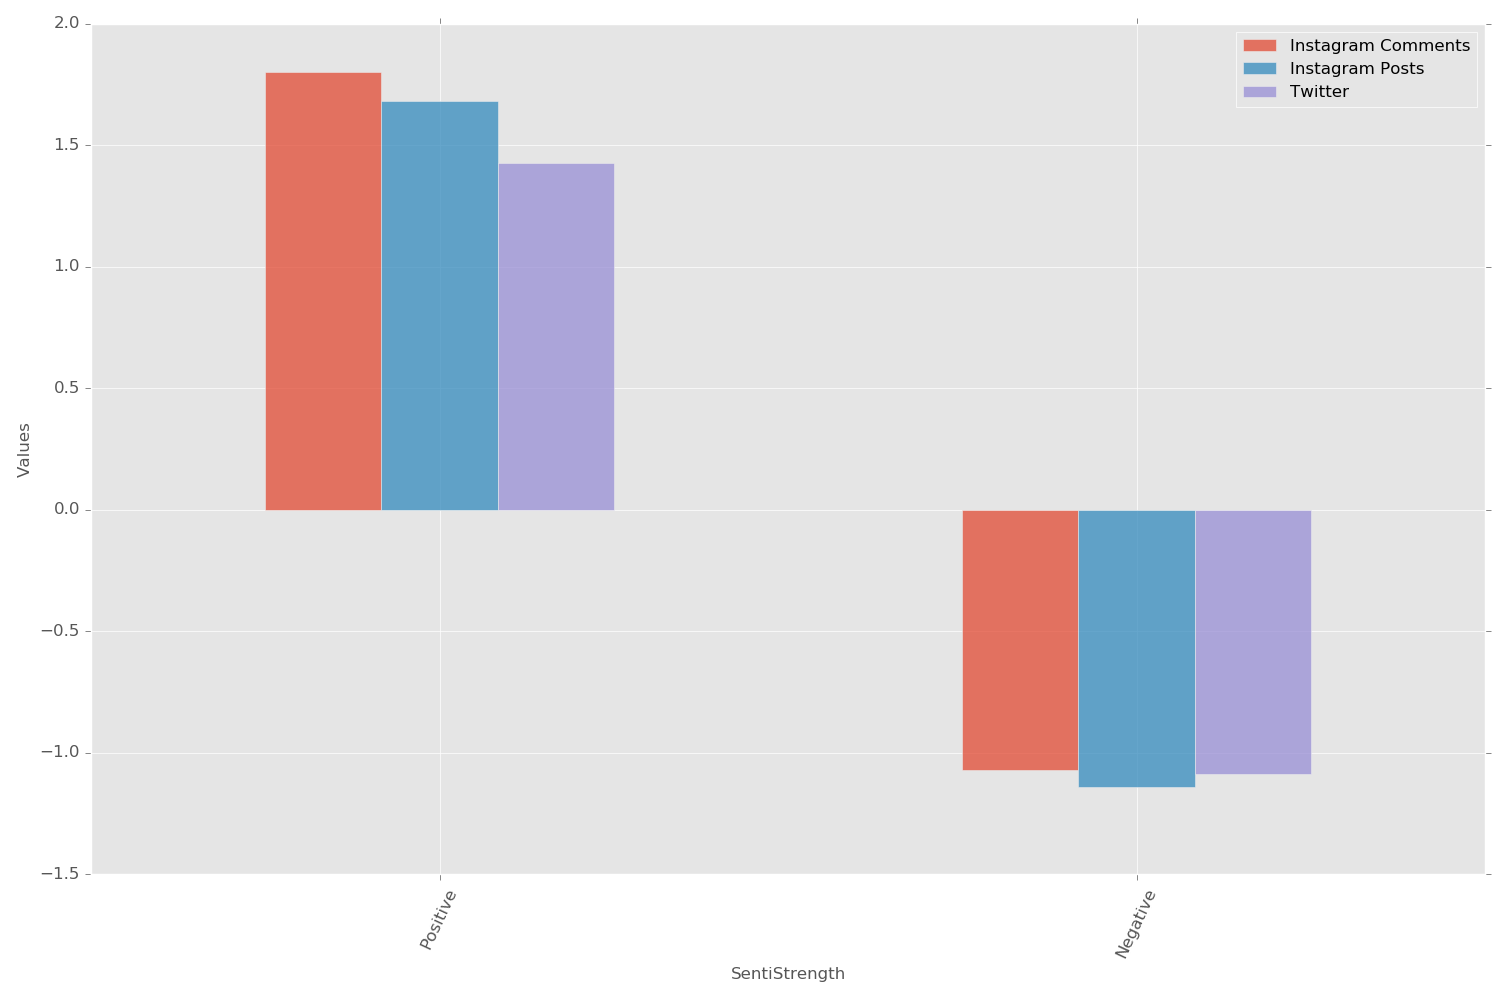 2.0
1.5
1.0
0.5
0.0
−0.5
−1.0
−1.5
Values
Instagram Comments
Instagram Posts
Twitter
Positive
Negative
SentiStrength